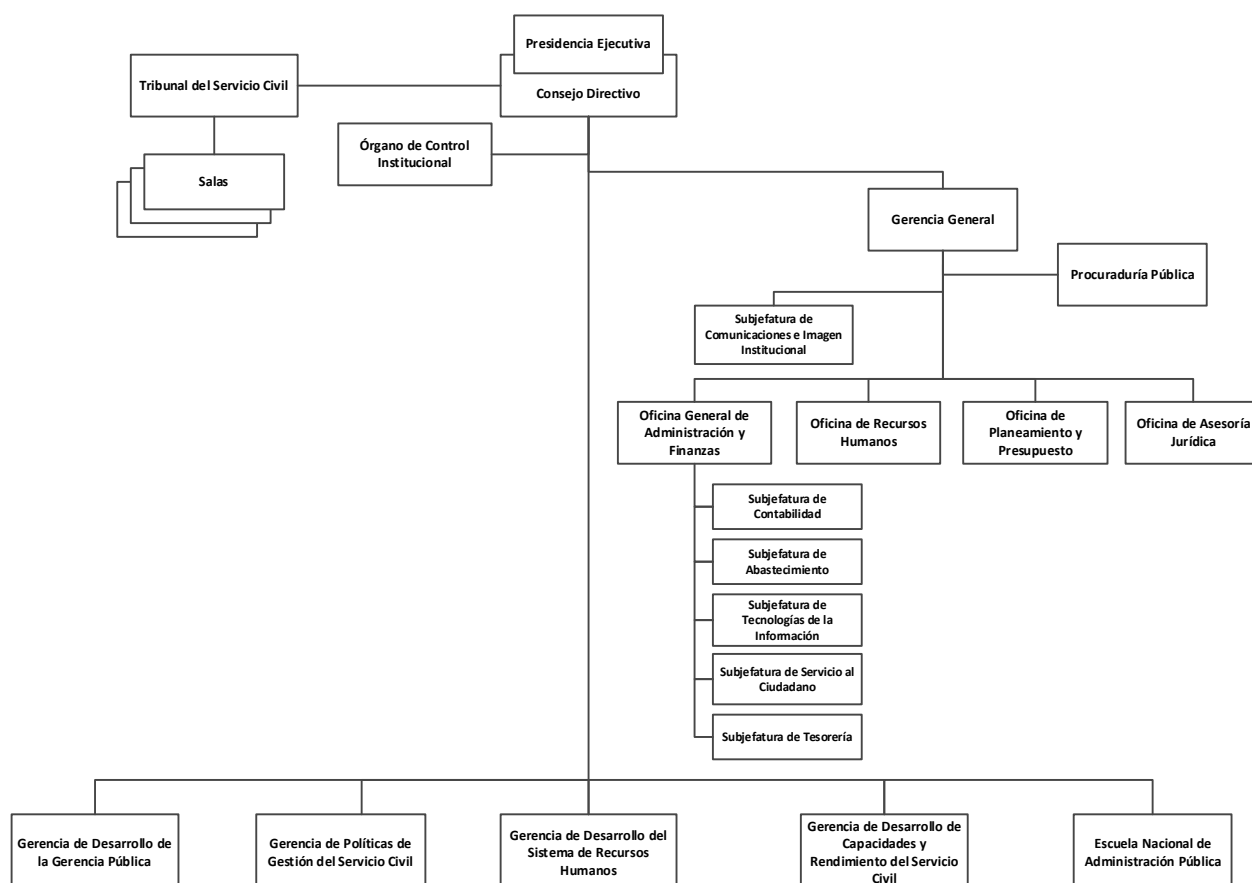 Presidencia Ejecutiva
Consejo Directivo
Tribunal del Servicio Civil
Órgano de Control
Institucional
Salas
Gerencia General
Procuraduría Pública
Subjefatura de
Comunicaciones e Imagen
Institucional
Oficina General de
Administración y
Finanzas
Oficina de Recursos
Humanos
Oficina de
Planeamiento y
Presupuesto
Oficina de Asesoría
Jurídica
Subjefatura de
Contabilidad
Subjefatura de
Abastecimiento
Subjefatura de
Tecnologías de la
Información
Subjefatura de Servicio al
Ciudadano
Subjefatura de Tesorería
Gerencia de Desarrollo de
la Gerencia Pública
Gerencia de Políticas de
Gestión del Servicio Civil
Gerencia de Desarrollo del
Sistema de Recursos
Humanos
Gerencia de Desarrollo de
Capacidades y
Rendimiento del Servicio
Civil
Escuela Nacional de
Administración Pública